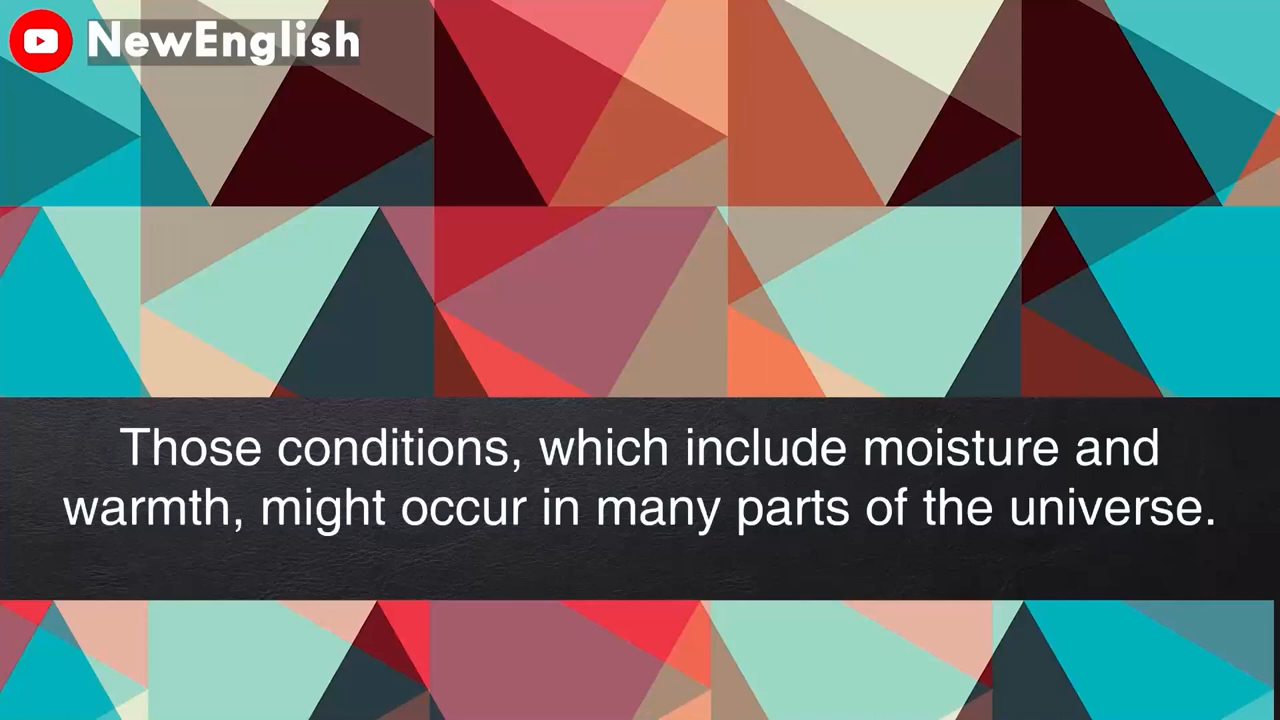 NewEnglish
Those conditions, which include moisture and
warmth, might occur in many parts of the universe.